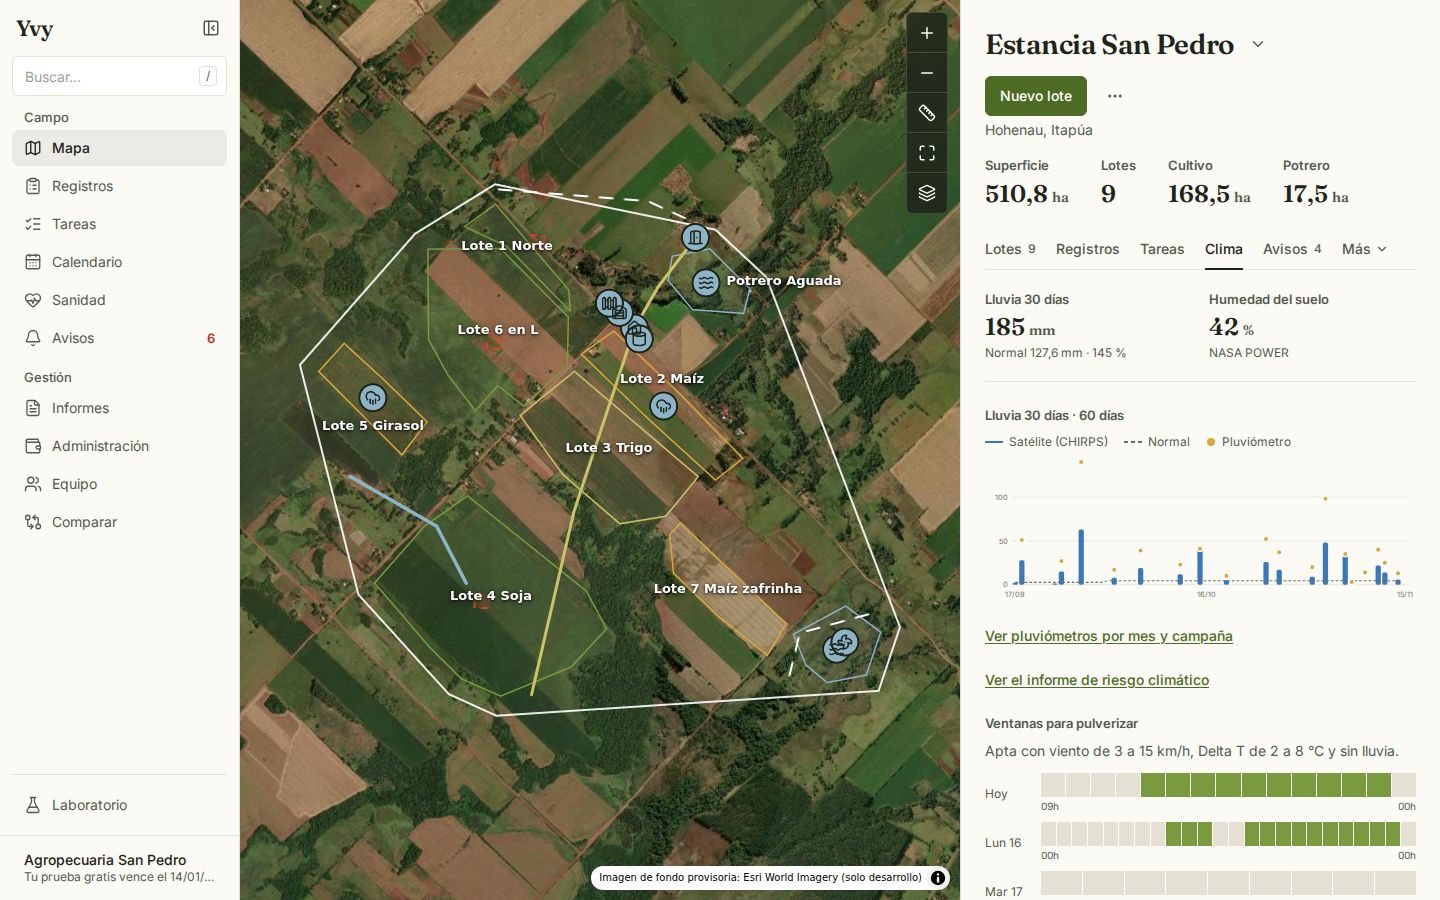 Yvy
Buscar...
/
Campo
Mapa
Registros
Tareas
Calendario
Sanidad
Avisos 6
Gestión
Informes
Administración
Equipo
Comparar
Laboratorio
Agropecuaria San Pedro
Tu prueba gratis vence el 14/01/...
Lote 1 Norte
Potrero Aguada
Lote 6 en L
Lote 2 Maíz
Lote 5 Girasol
Lote 3 Trigo
Lote 4 Soja
Lote 7 Maíz zafrinha
Imagen de fondo provisoria: Esri World Imagery (solo desarrollo)
Estancia San Pedro
Nuevo lote
Hohenau, Itapúa
Superficie Lotes Cultivo Potrero
510,8 ha 9 168,5 ha 17,5 ha
Lotes 9 Registros Tareas Clima Avisos 4 Más
Lluvia 30 días Humedad del suelo
185 mm 42 %
Normal 127,6 mm · 145 % NASA POWER
Lluvia 30 días · 60 días
Satélite (CHIRPS) Normal Pluviómetro
100
50
0
17/09 16/10 15/11
Ver pluviómetros por mes y campaña
Ver el informe de riesgo climático
Ventanas para pulverizar
Apta con viento de 3 a 15 km/h, Delta T de 2 a 8 °C y sin lluvia.
Hoy
09h 00h
Lun 16
00h 00h
Mar 17